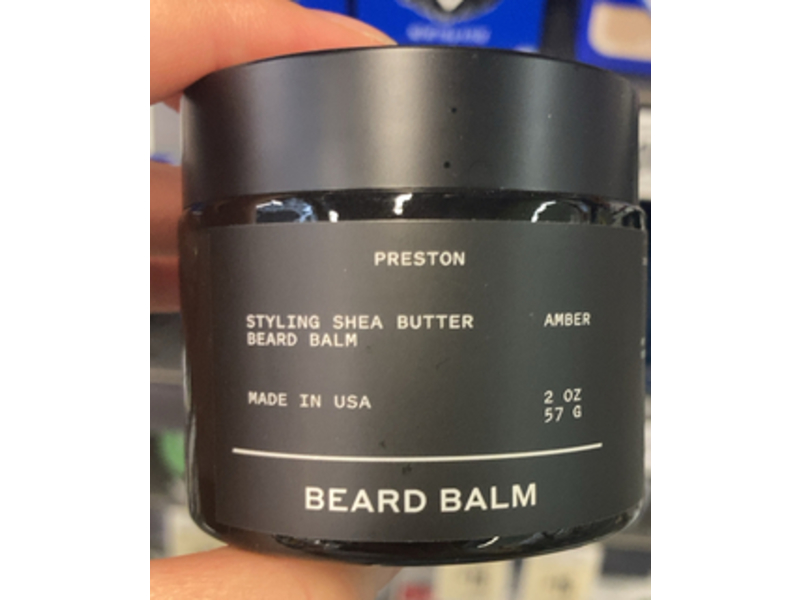 PRESTON
STYLING SHEA BUTTER
BEARD BALM
AMBER
MADE IN USA
2 OZ
57 G
BEARD BALM